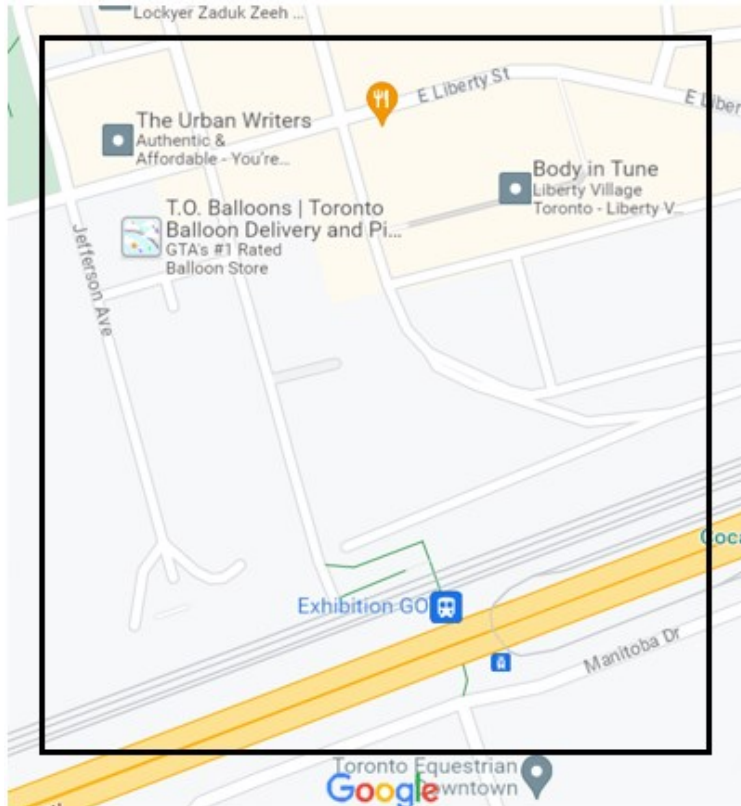 Lockyer Zaduk Zeeh ...
E Liberty St
E Liber
The Urban Writers
Authentic &
Affordable - You're...
Body in Tune
Liberty Village
Toronto - Liberty V...
T.O. Balloons | Toronto
Balloon Delivery and Pi...
GTA's #1 Rated
Balloon Store
Jefferson Ave
Coca
Exhibition GO
Manitoba Dr
Toronto Equestrian
Downtown
Google